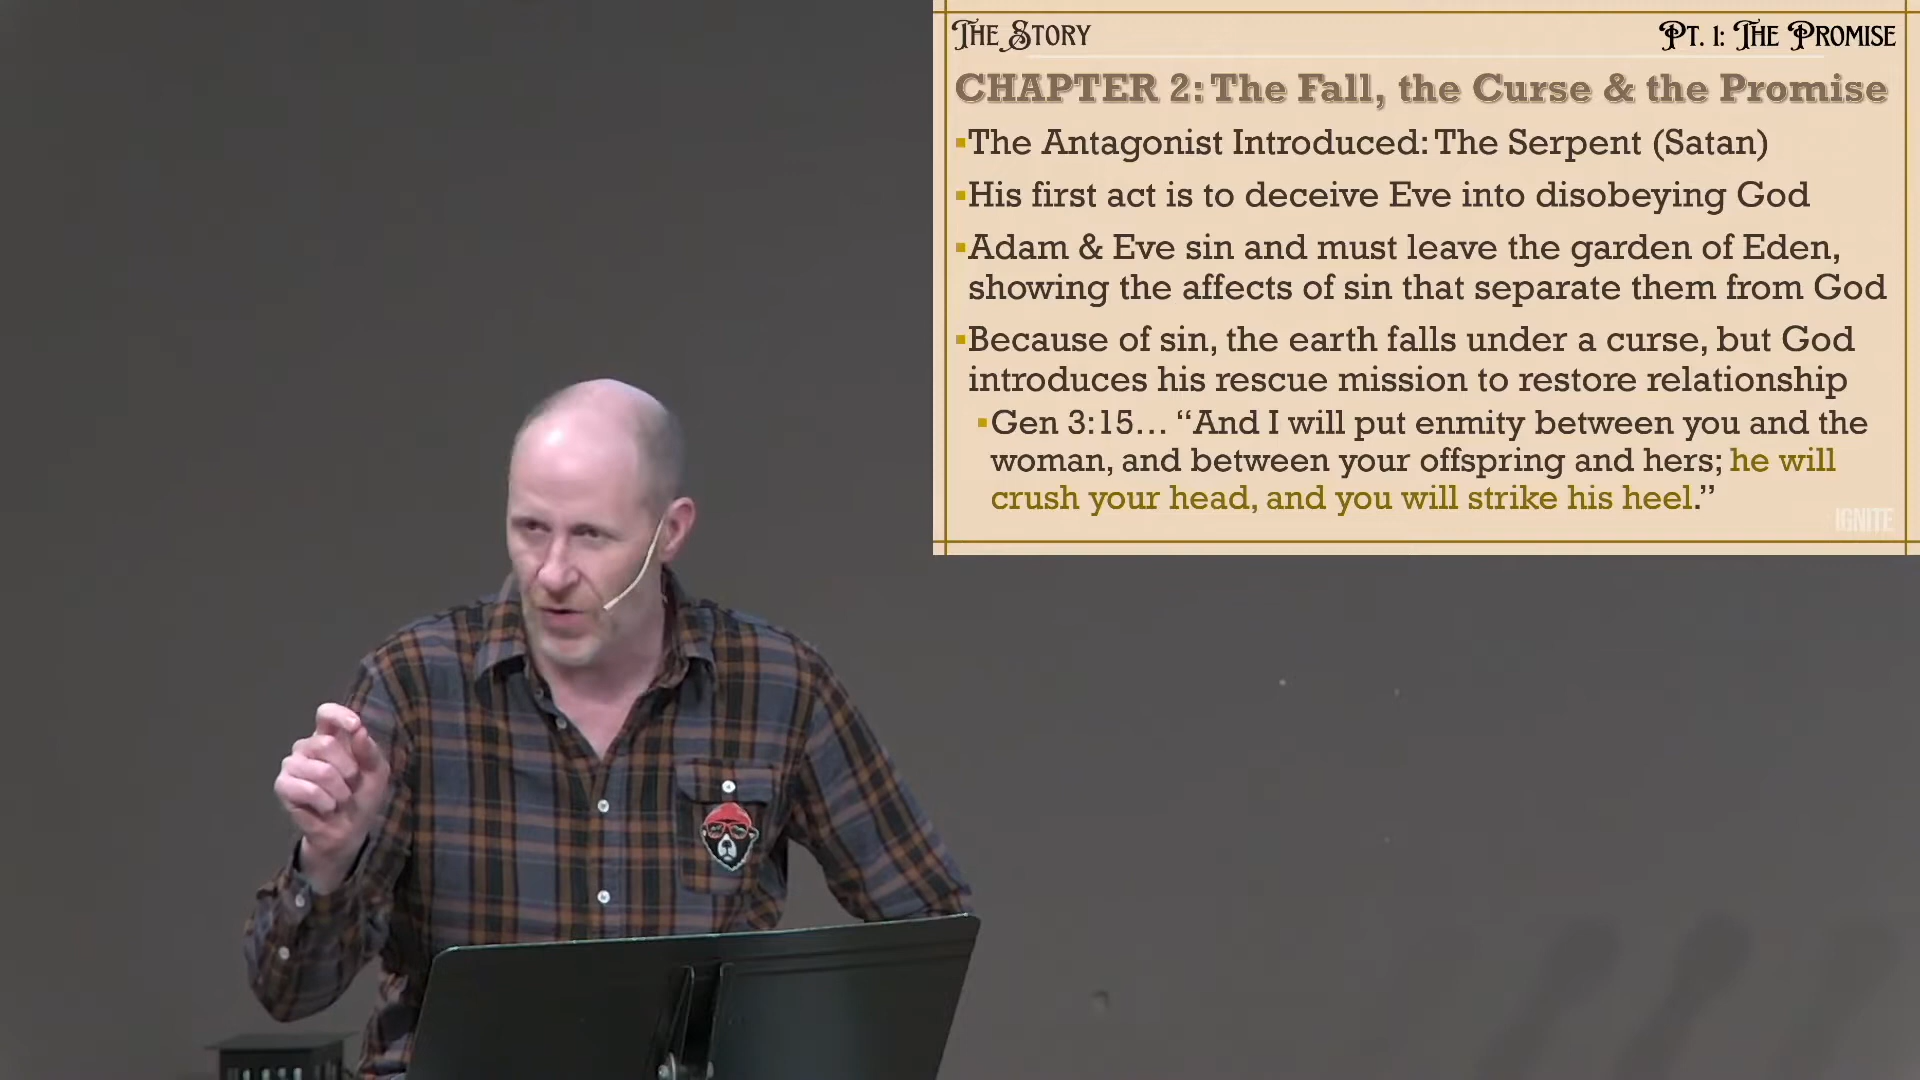 The Story
Pt. 1: The Promise
CHAPTER 2: The Fall, the Curse & the Promise
▪The Antagonist Introduced: The Serpent (Satan)
▪His first act is to deceive Eve into disobeying God
▪Adam & Eve sin and must leave the garden of Eden,
showing the affects of sin that separate them from God
▪Because of sin, the earth falls under a curse, but God
introduces his rescue mission to restore relationship
▪Gen 3:15… “And I will put enmity between you and the
woman, and between your offspring and hers; he will
crush your head, and you will strike his heel.”
IGNITE